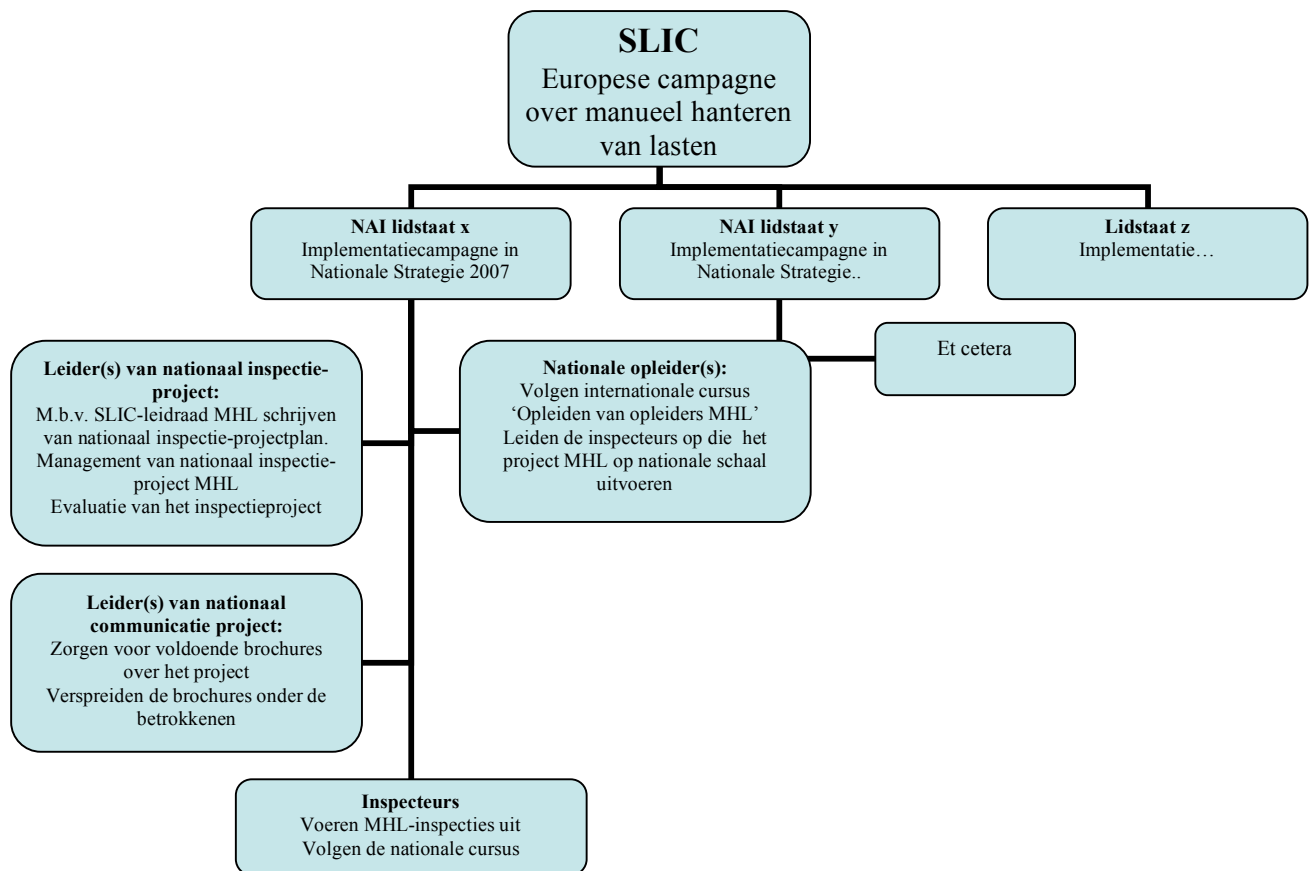 SLIC
Europese campagne
over manueel hanteren
van lasten
NAI lidstaat x
Implementatiecampagne in
Nationale Strategie 2007
NAI lidstaat y
Implementatiecampagne in
Nationale Strategie..
Lidstaat z
Implementatie…
Leider(s) van nationaal inspectie-
project:
M.b.v. SLIC-leidraad MHL schrijven
van nationaal inspectie-projectplan.
Management van nationaal inspectie-
project MHL
Evaluatie van het inspectieproject
Nationale opleider(s):
Volgen internationale cursus
‘Opleiden van opleiders MHL’
Leiden de inspecteurs op die het
project MHL op nationale schaal
uitvoeren
Et cetera
Leider(s) van nationaal
communicatie project:
Zorgen voor voldoende brochures
over het project
Verspreiden de brochures onder de
betrokkenen
Inspecteurs
Voeren MHL-inspecties uit
Volgen de nationale cursus